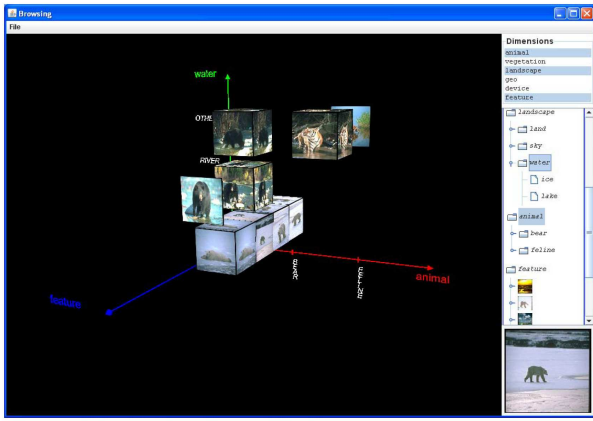 Browsing
File
water
OTHE
RIVER
BEAR
FELINE
animal
feature
Dimensions
animal
vegetation
landscape
geo
device
feature
landscape
land
sky
water
ice
lake
animal
bear
feline
feature